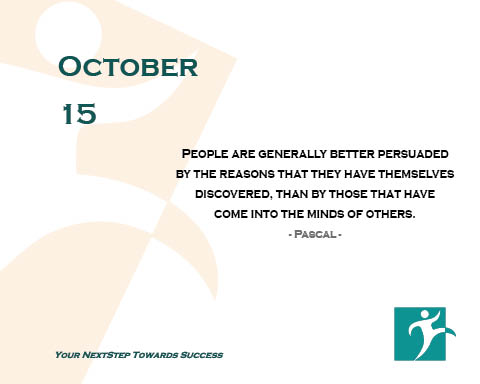 October
15
People are generally better persuaded
by the reasons that they have themselves
discovered, than by those that have
come into the minds of others.
- Pascal -
Your NextStep Towards Success